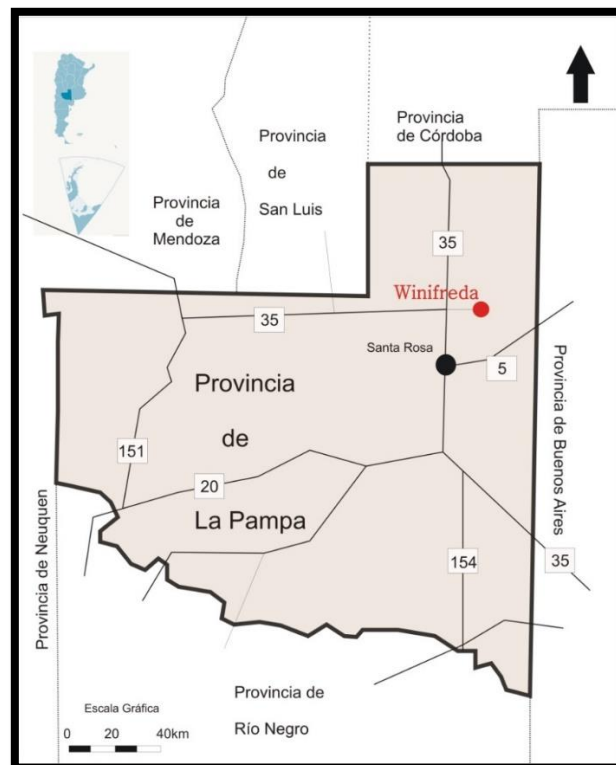 Provincia
de Córdoba
Provincia
de
San Luis
Provincia
de
Mendoza
35
Winifreda
35
Santa Rosa
5
Provincia
de
La Pampa
151
20
154
35
Provincia de Buenos Aires
Provincia de Neuquen
Provincia de
Río Negro
Escala Gráfica
0 20 40km